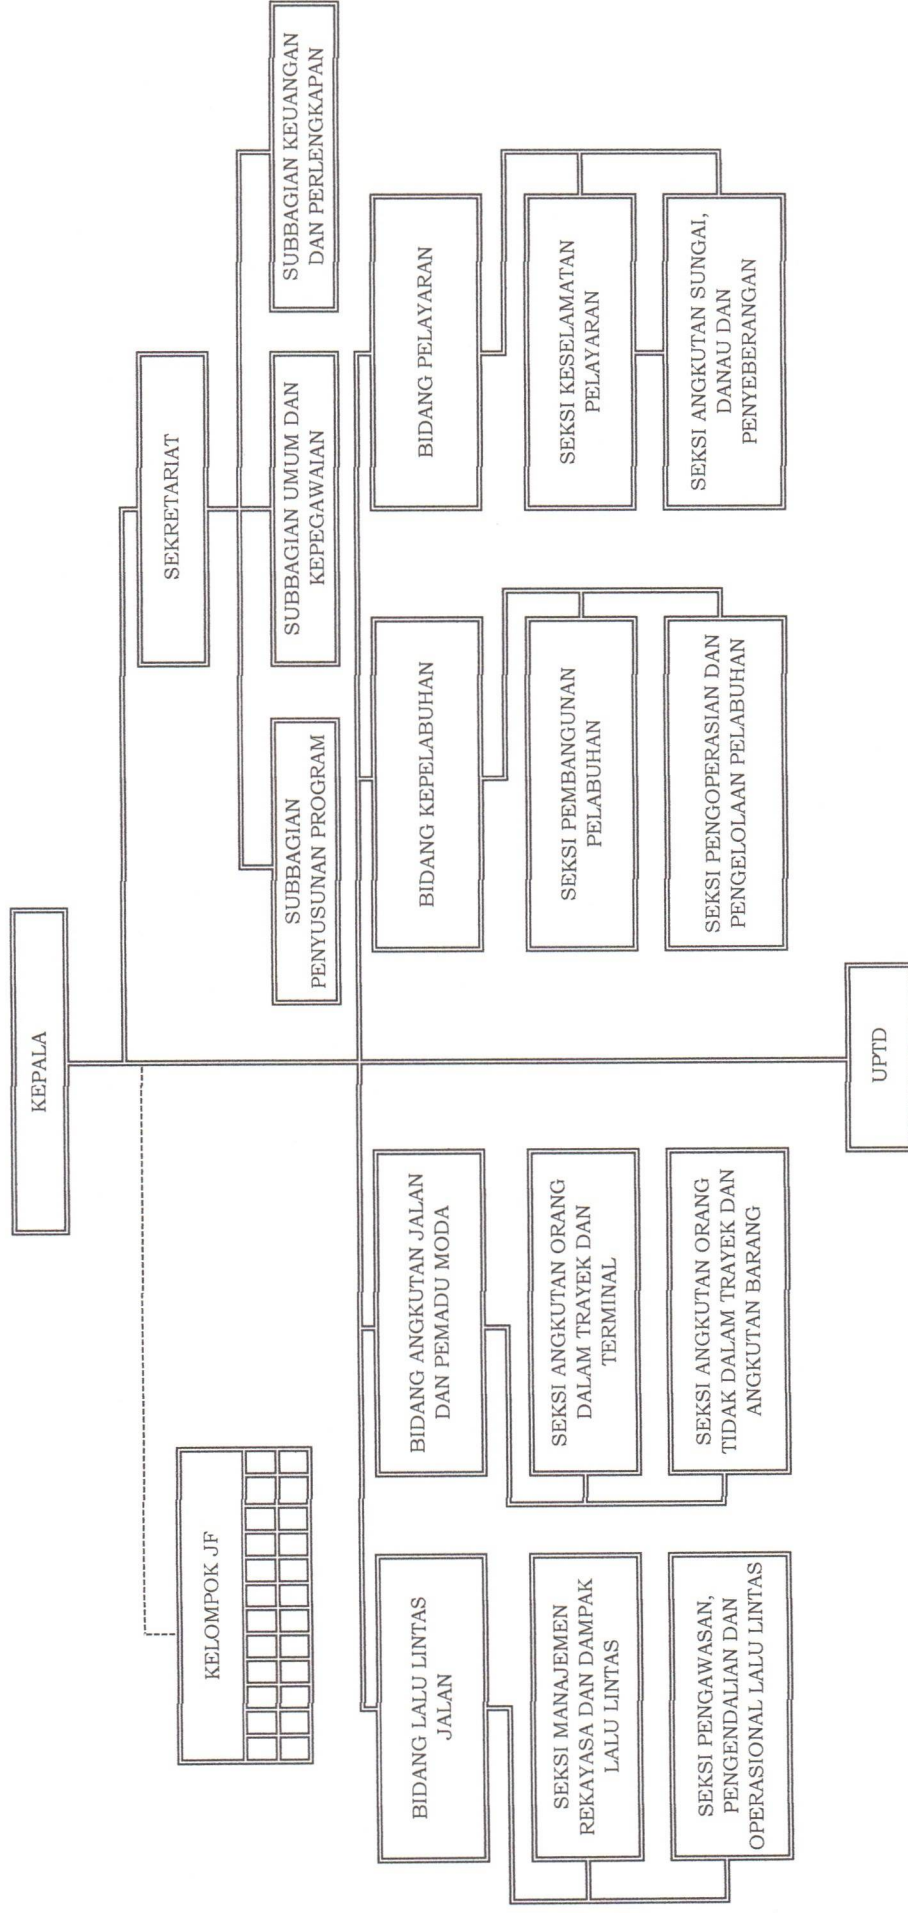 KEPALA
KELOMPOK JF
SEKRETARIAT
SUBBAGIAN
PENYUSUNAN PROGRAM
SUBBAGIAN UMUM DAN
KEPEGAWAIAN
SUBBAGIAN KEUANGAN
DAN PERLENGKAPAN
BIDANG LALU LINTAS
JALAN
SEKSI MANAJEMEN
REKAYASA DAN DAMPAK
LALU LINTAS
SEKSI PENGAWASAN,
PENGENDALIAN DAN
OPERASIONAL LALU LINTAS
BIDANG ANGKUTAN JALAN
DAN PEMADU MODA
SEKSI ANGKUTAN ORANG
DALAM TRAYEK DAN
TERMINAL
SEKSI ANGKUTAN ORANG
TIDAK DALAM TRAYEK DAN
ANGKUTAN BARANG
BIDANG KEPELABUHAN
SEKSI PEMBANGUNAN
PELABUHAN
SEKSI PENGOPERASIAN DAN
PENGELOLAAN PELABUHAN
BIDANG PELAYARAN
SEKSI KESELAMATAN
PELAYARAN
SEKSI ANGKUTAN SUNGAI,
DANAU DAN
PENYEBERANGAN
UPTD